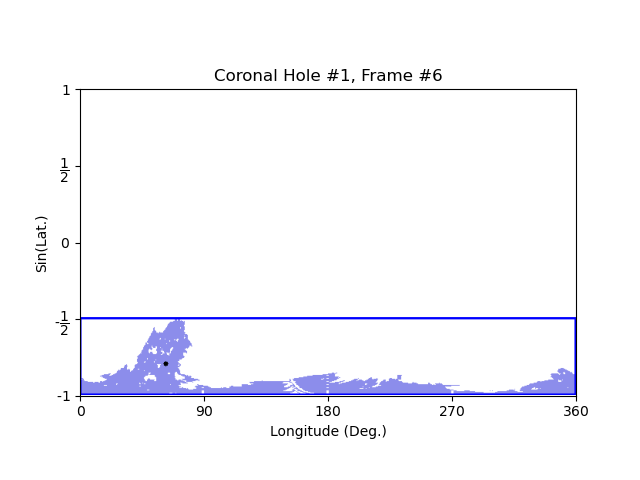 Coronal Hole #1, Frame #6
1
1/2
0
-1/2
-1
Sin(Lat.)
0 90 180 270 360
Longitude (Deg.)